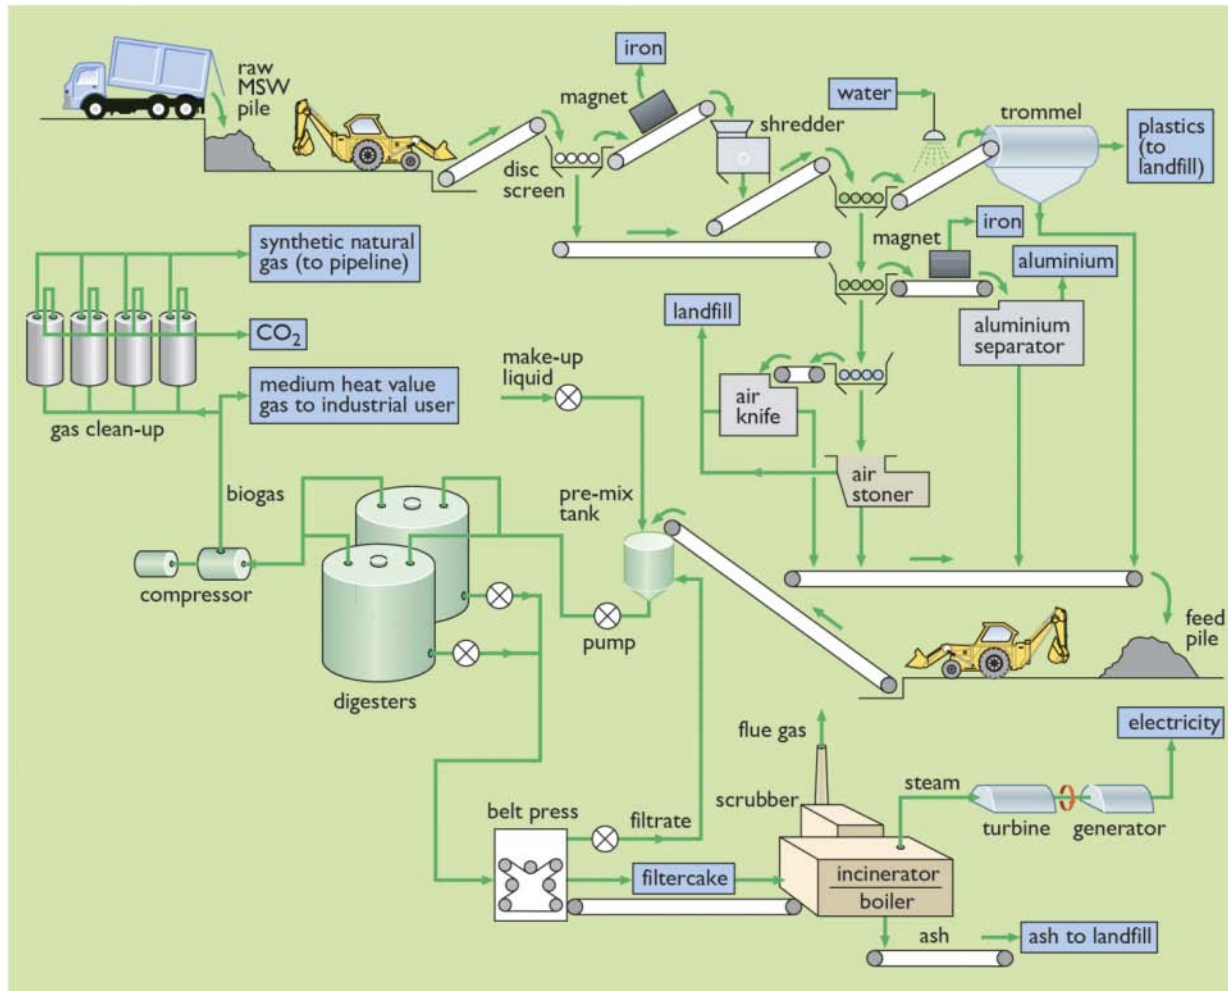 raw
MSW
pile
iron
magnet
disc
screen
shredder
water
trommel
plastics
(to
landfill)
magnet
iron
aluminium
aluminium
separator
landfill
air
knife
air
stoner
synthetic natural
gas (to pipeline)
CO₂
medium heat value
gas to industrial user
gas clean-up
make-up
liquid
biogas
pre-mix
tank
compressor
pump
digesters
feed
pile
flue gas
electricity
steam
scrubber
turbine
generator
belt press
filtrate
filtercake
incinerator
boiler
ash
ash to landfill